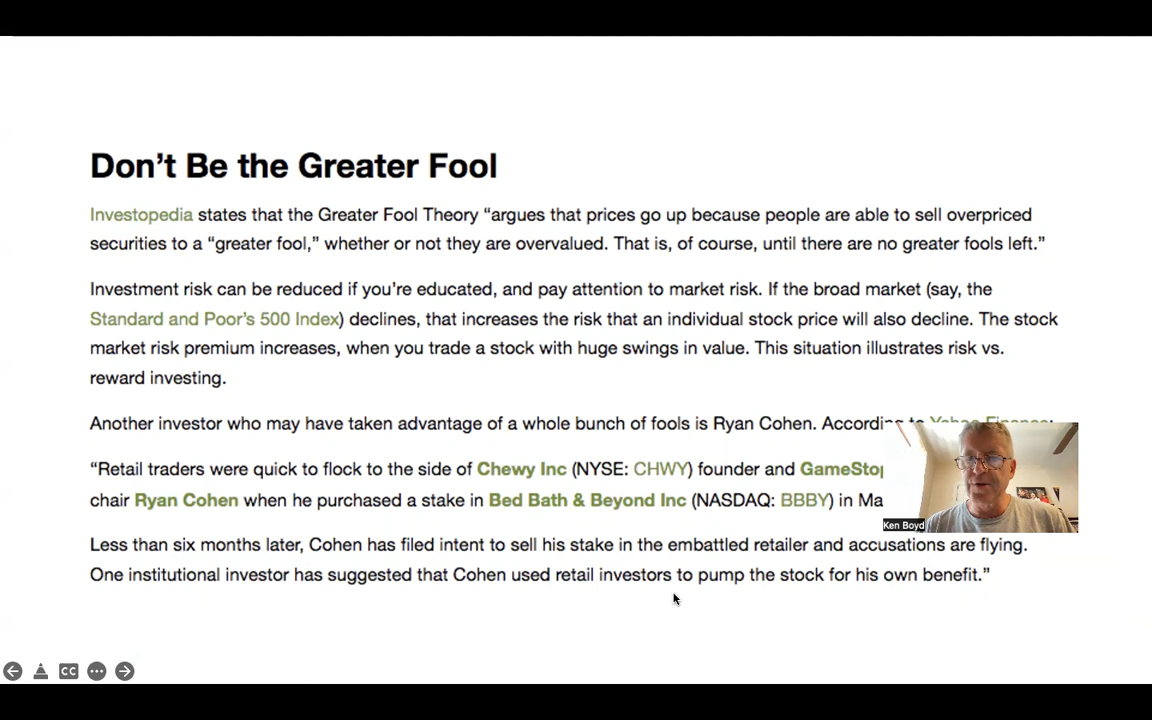 Don’t Be the Greater Fool
Investopedia states that the Greater Fool Theory “argues that prices go up because people are able to sell overpriced
securities to a “greater fool,” whether or not they are overvalued. That is, of course, until there are no greater fools left.”
Investment risk can be reduced if you’re educated, and pay attention to market risk. If the broad market (say, the
Standard and Poor’s 500 Index) declines, that increases the risk that an individual stock price will also decline. The stock
market risk premium increases, when you trade a stock with huge swings in value. This situation illustrates risk vs.
reward investing.
Another investor who may have taken advantage of a whole bunch of fools is Ryan Cohen. According to Yahoo Finance:
“Retail traders were quick to flock to the side of Chewy Inc (NYSE: CHWY) founder and GameStop
chair Ryan Cohen when he purchased a stake in Bed Bath & Beyond Inc (NASDAQ: BBBY) in
Ken Boyd
Less than six months later, Cohen has filed intent to sell his stake in the embattled retailer and accusations are flying.
One institutional investor has suggested that Cohen used retail investors to pump the stock for his own benefit.”
CC